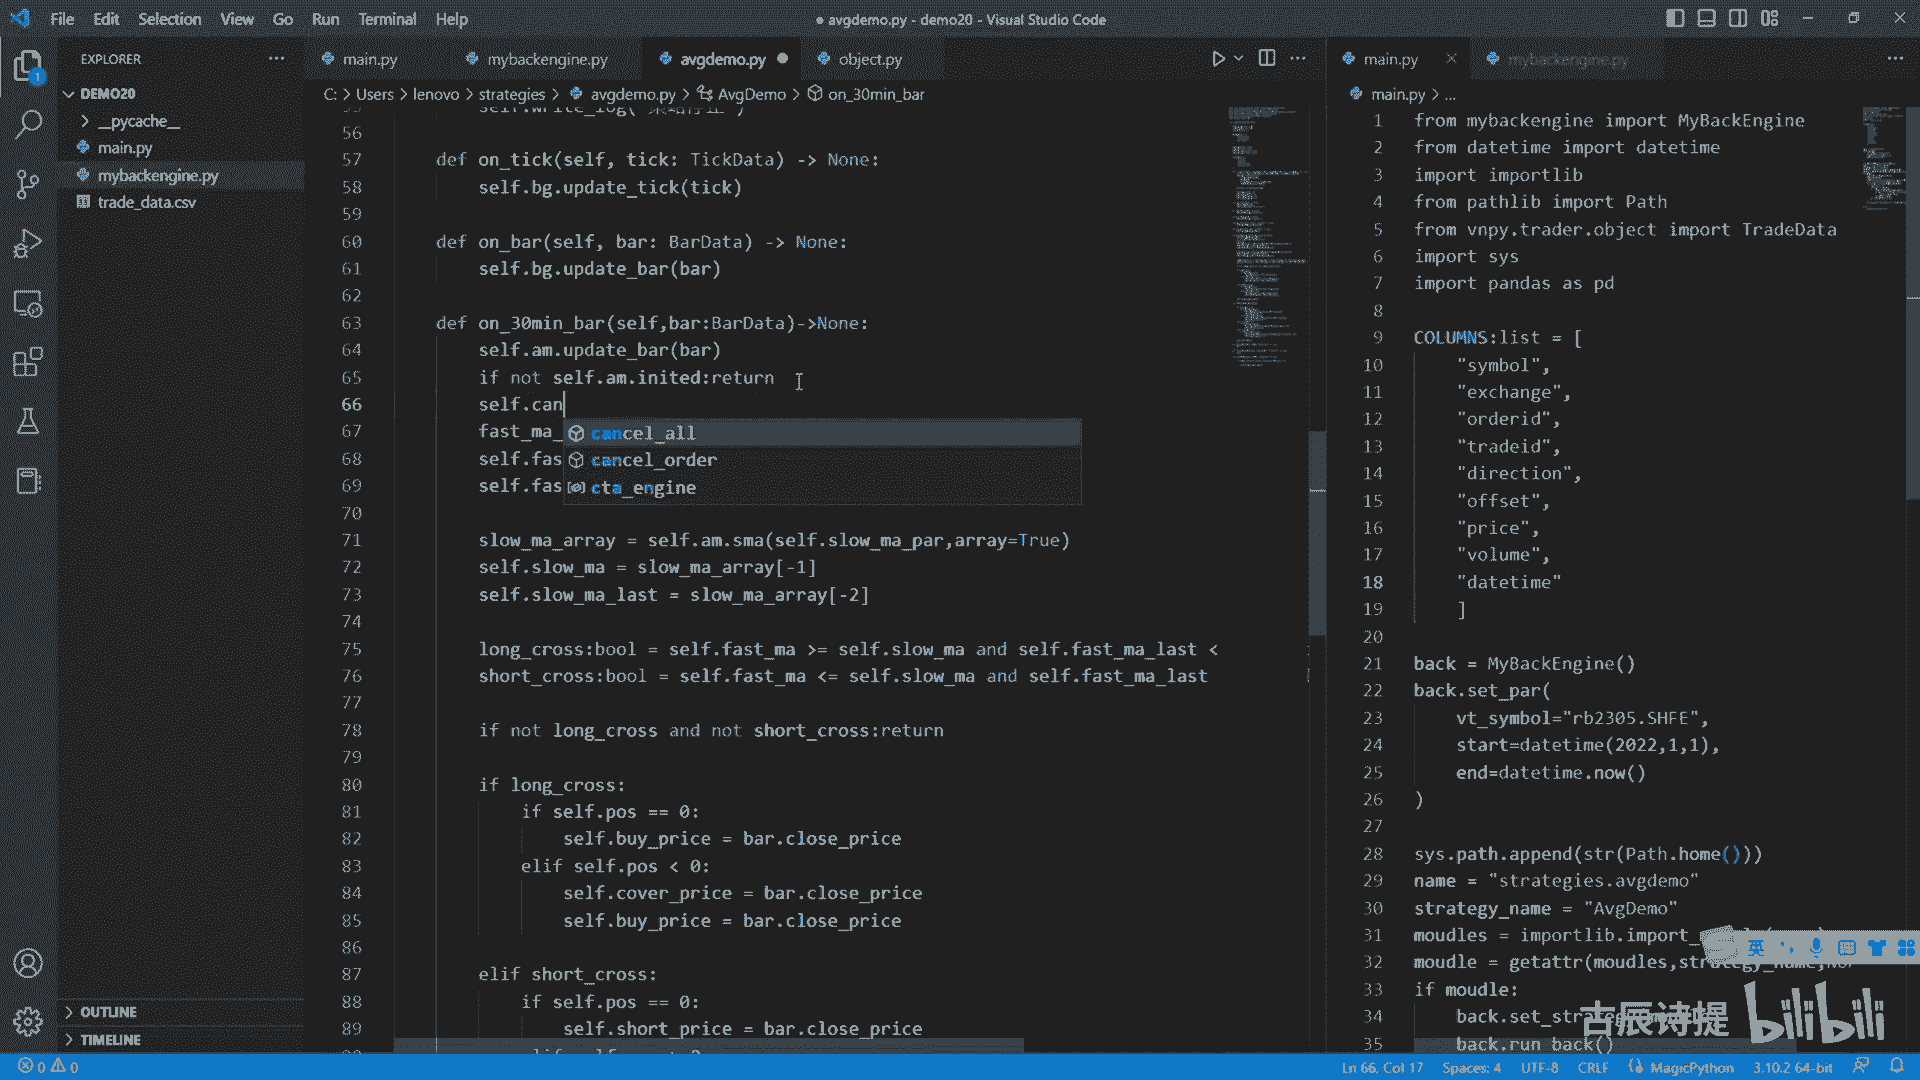 File Edit Selection View Go Run Terminal Help
● avgdemo.py - demo20 - Visual Studio Code
EXPLORER
DEMO20
__pycache__
main.py
mybackengine.py
trade_data.csv
OUTLINE
TIMELINE
main.py mybackengine.py avgdemo.py object.py
C: > Users > lenovo > strategies > avgdemo.py > AvgDemo > on_30min_bar
56
57 def on_tick(self, tick: TickData) -> None:
58 self.bg.update_tick(tick)
59
60 def on_bar(self, bar: BarData) -> None:
61 self.bg.update_bar(bar)
62
63 def on_30min_bar(self,bar:BarData)->None:
64 self.am.update_bar(bar)
65 if not self.am.inited:return
66 self.can
67 fast_ma_
cancel_all
68 self.fas
cancel_order
69 self.fas
cta_engine
70
71 slow_ma_array = self.am.sma(self.slow_ma_par,array=True)
72 self.slow_ma = slow_ma_array[-1]
73 self.slow_ma_last = slow_ma_array[-2]
74
75 long_cross:bool = self.fast_ma >= self.slow_ma and self.fast_ma_last <
76 short_cross:bool = self.fast_ma <= self.slow_ma and self.fast_ma_last
77
78 if not long_cross and not short_cross:return
79
80 if long_cross:
81 if self.pos == 0:
82 self.buy_price = bar.close_price
83 elif self.pos < 0:
84 self.cover_price = bar.close_price
85 self.buy_price = bar.close_price
86
87 elif short_cross:
88 if self.pos == 0:
89 self.short_price = bar.close_price
main.py mybackengine.py
main.py > ...
1 from mybackengine import MyBackEngine
2 from datetime import datetime
3 import importlib
4 from pathlib import Path
5 from vnpy.trader.object import TradeData
6 import sys
7 import pandas as pd
8
9 COLUMNS:list = [
10 "symbol",
11 "exchange",
12 "orderid",
13 "tradeid",
14 "direction",
15 "offset",
16 "price",
17 "volume",
18 "datetime"
19 ]
20
21 back = MyBackEngine()
22 back.set_par(
23 vt_symbol="rb2305.SHFE",
24 start=datetime(2022,1,1),
25 end=datetime.now()
26 )
27
28 sys.path.append(str(Path.home()))
29 name = "strategies.avgdemo"
30 strategy_name = "AvgDemo"
31 moudles = importlib.import_
32 moudle = getattr(moudles,strategy_name,
33 if moudle:
34 back.set_stra
35 back.run_back()
英
古辰诗提 bilibili
0 0
Ln 66, Col 17 Spaces: 4 UTF-8 CRLF MagicPython 3.10.2 64-bit